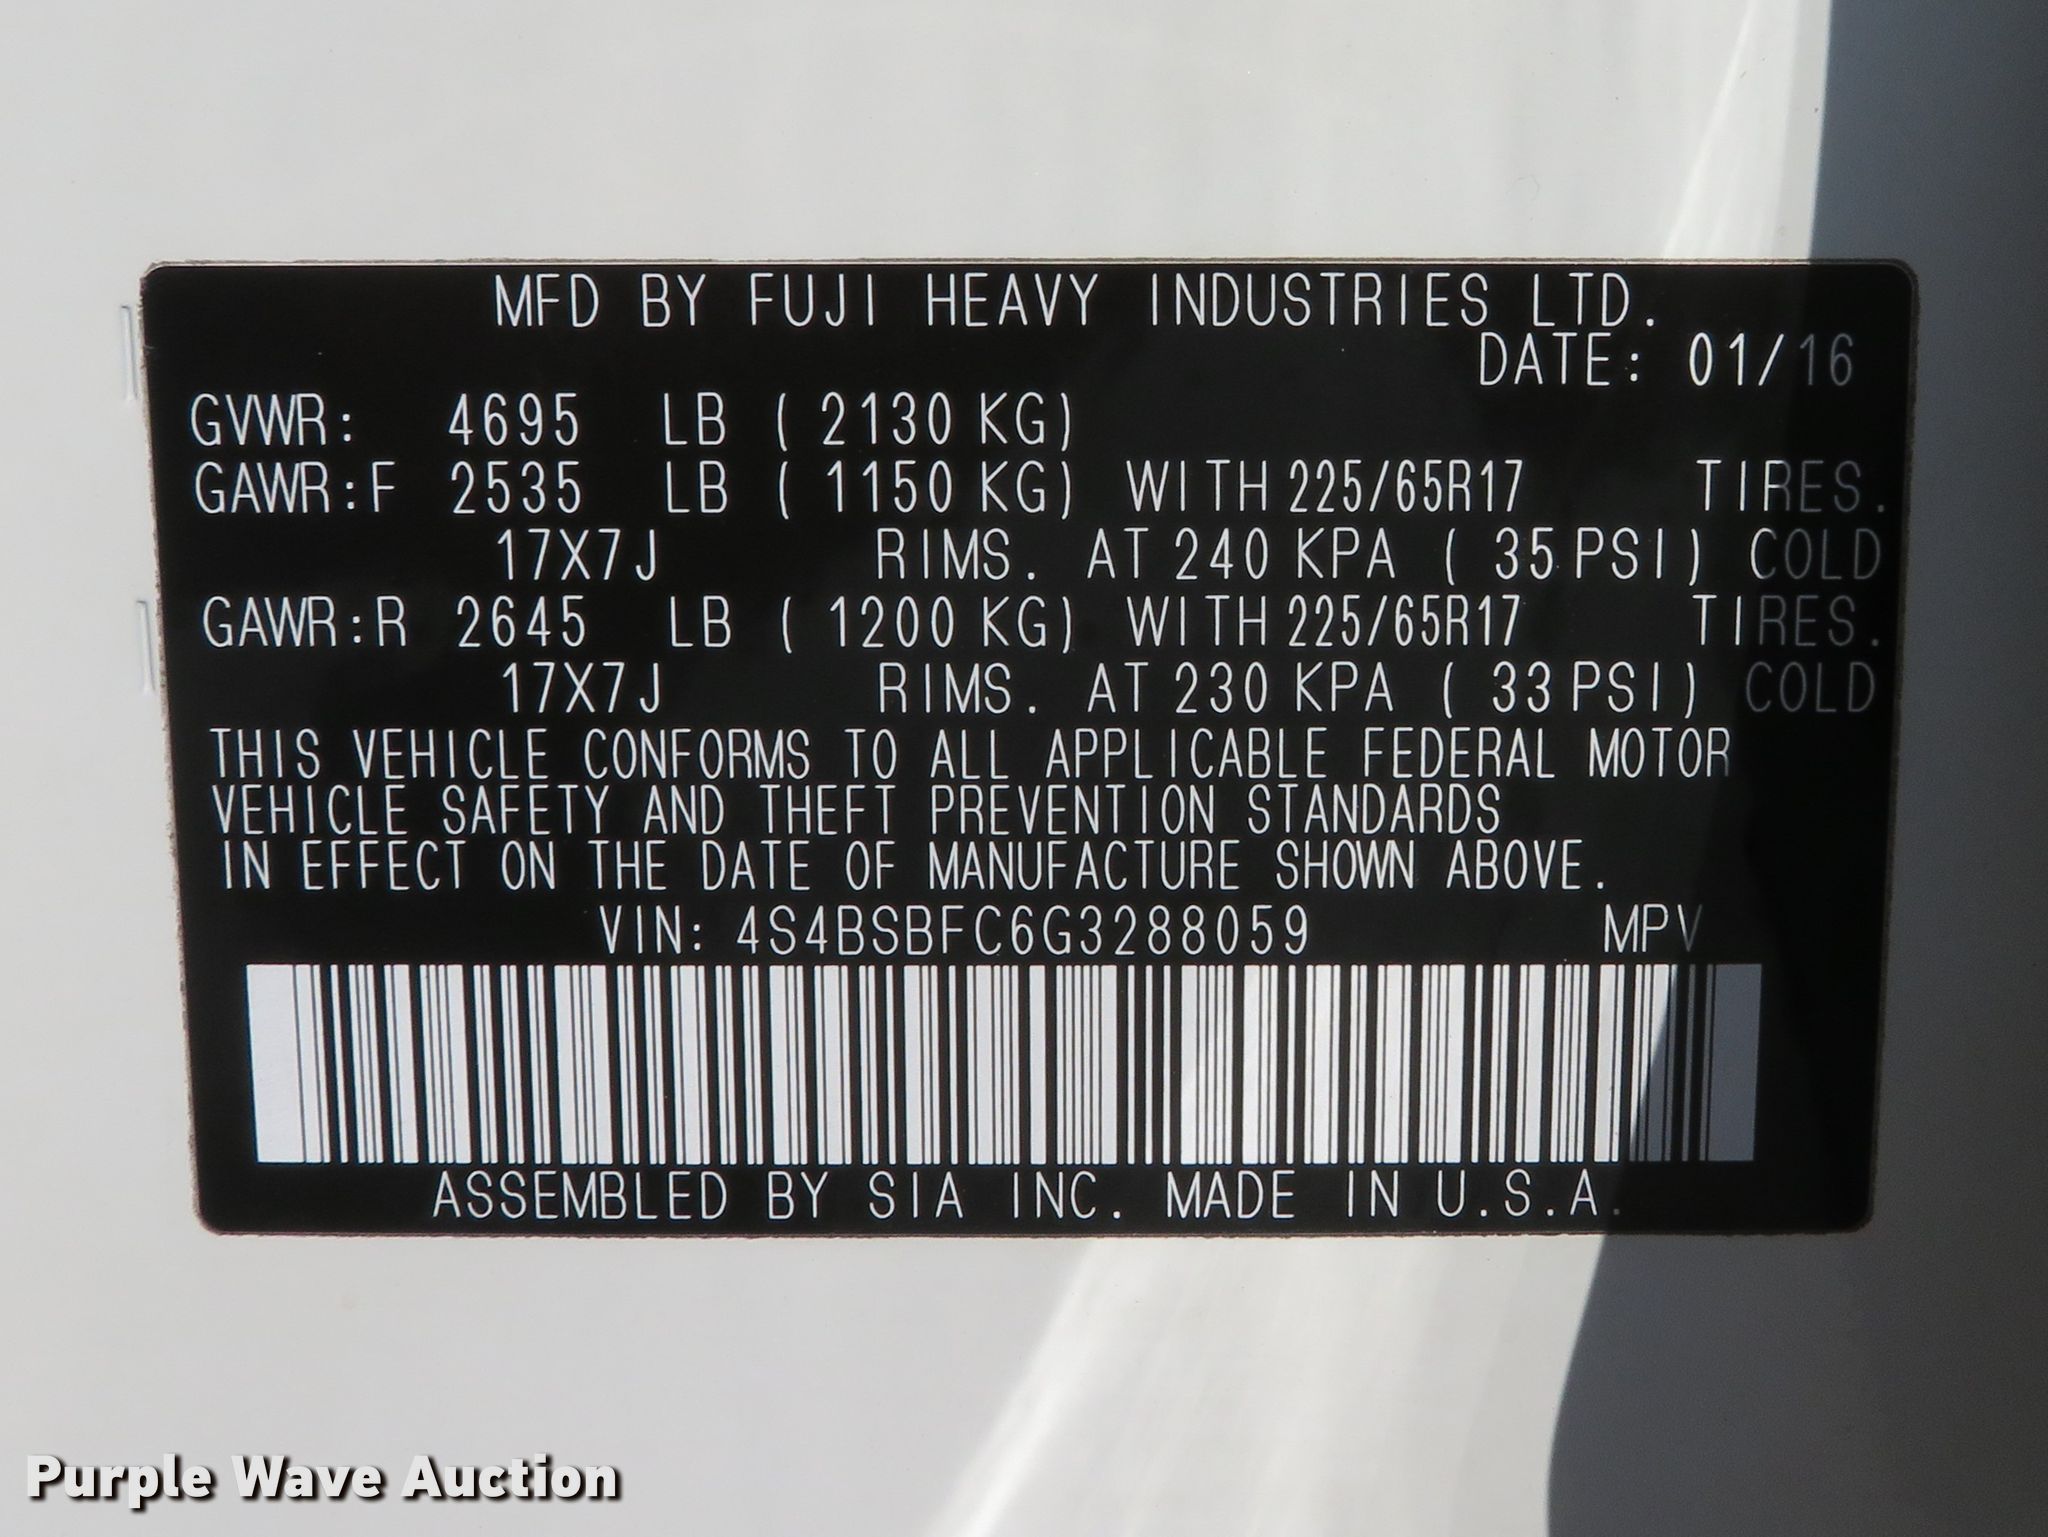 MFD BY FUJI HEAVY INDUSTRIES LTD.
DATE: 01/16
GVWR: 4695 LB ( 2130 KG)
GAWR:F 2535 LB ( 1150 KG) WITH 225/65R17 TIRES.
17X7J RIMS. AT 240 KPA ( 35 PSI) COLD
GAWR:R 2645 LB ( 1200 KG) WITH 225/65R17 TIRES.
17X7J RIMS. AT 230 KPA ( 33 PSI) COLD
THIS VEHICLE CONFORMS TO ALL APPLICABLE FEDERAL MOTOR
VEHICLE SAFETY AND THEFT PREVENTION STANDARDS
IN EFFECT ON THE DATE OF MANUFACTURE SHOWN ABOVE.
VIN: 4S4BSBFC6G3288059 MPV
ASSEMBLED BY SIA INC. MADE IN U.S.A.
Purple Wave Auction